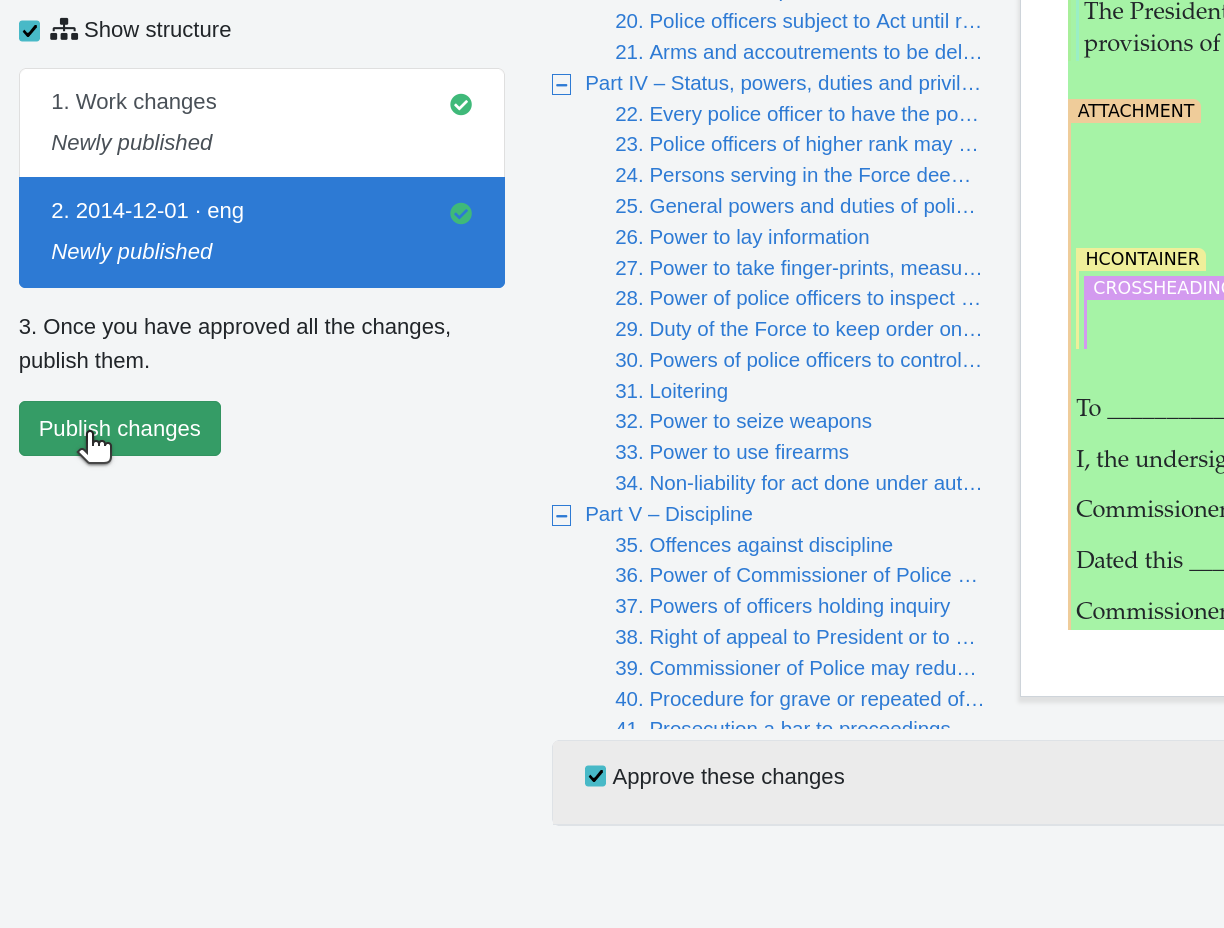 Show structure
1. Work changes
Newly published
2. 2014-12-01 · eng
Newly published
3. Once you have approved all the changes,
publish them.
Publish changes
20. Police officers subject to Act until r…
21. Arms and accoutrements to be del…
Part IV – Status, powers, duties and privil…
22. Every police officer to have the po…
23. Police officers of higher rank may …
24. Persons serving in the Force dee…
25. General powers and duties of poli…
26. Power to lay information
27. Power to take finger-prints, measu…
28. Power of police officers to inspect …
29. Duty of the Force to keep order on…
30. Powers of police officers to control…
31. Loitering
32. Power to seize weapons
33. Power to use firearms
34. Non-liability for act done under aut…
Part V – Discipline
35. Offences against discipline
36. Power of Commissioner of Police …
37. Powers of officers holding inquiry
38. Right of appeal to President or to …
39. Commissioner of Police may redu…
40. Procedure for grave or repeated of…
41. Prosecution a bar to proceedings
Approve these changes
The President
provisions of
ATTACHMENT
HCONTAINER
CROSSHEADING
To ___________
I, the undersig
Commissioner
Dated this ___
Commissioner